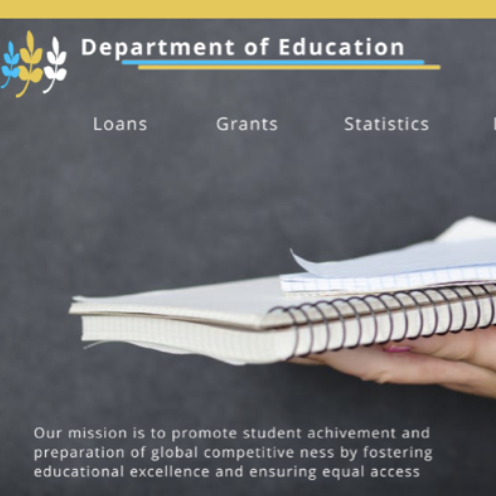 Department of Education
Loans Grants Statistics
Our mission is to promote student achivement and
preparation of global competitive ness by fostering
educational excellence and ensuring equal access